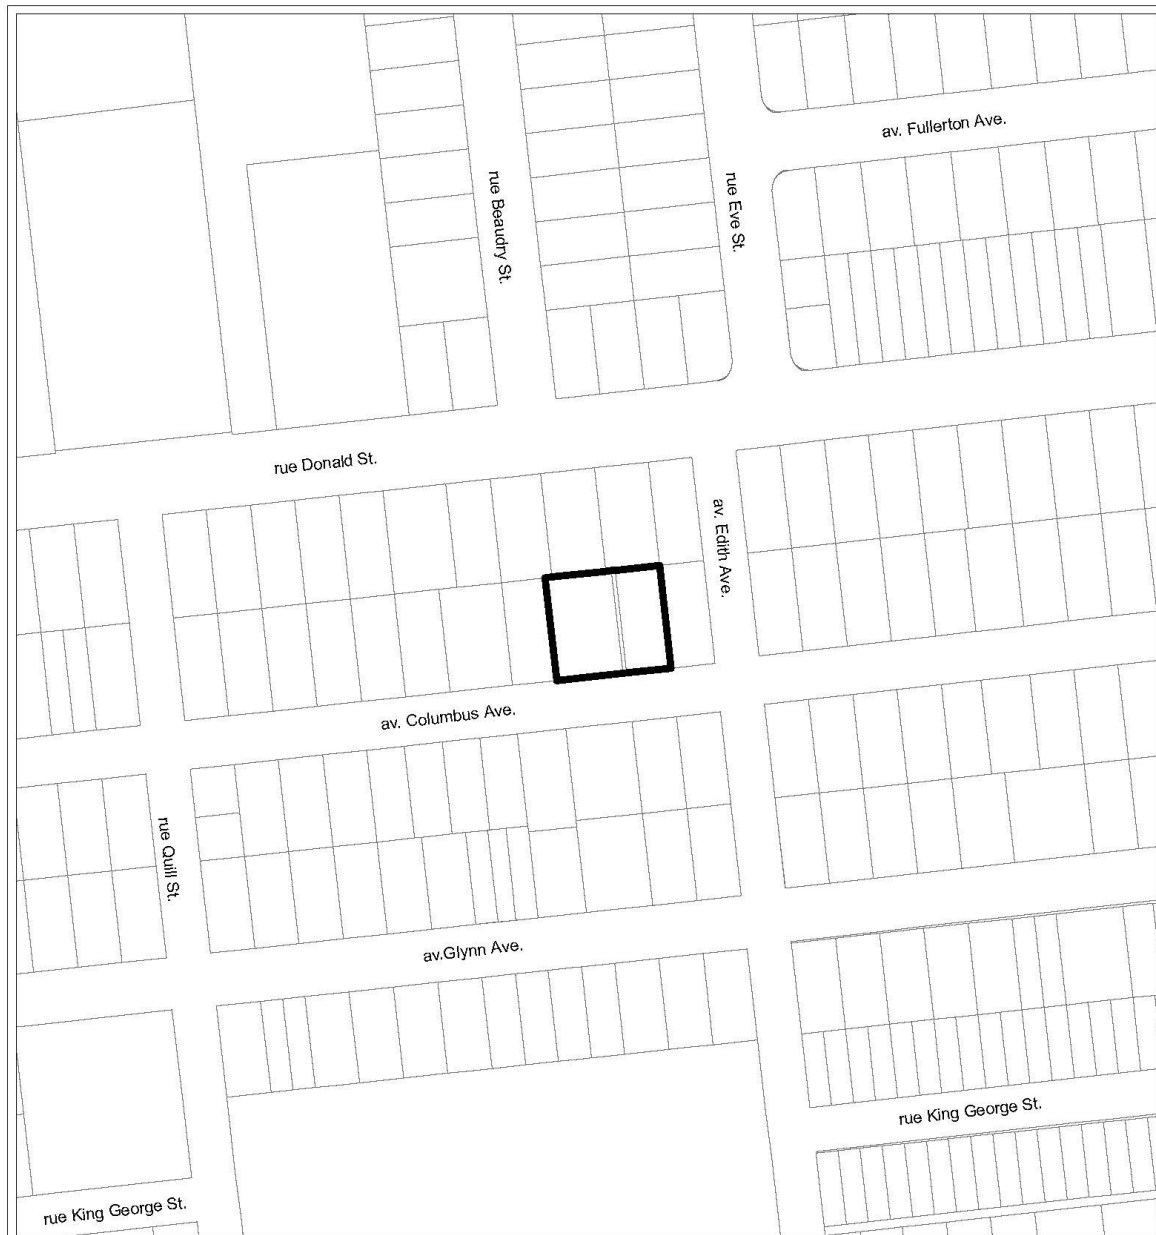 av. Fullerton Ave.
rue Beaudry St.
rue Eve St.
rue Donald St.
av. Edith Ave.
av. Columbus Ave.
rue Quill St.
av.Glynn Ave.
rue King George St.
rue King George St.